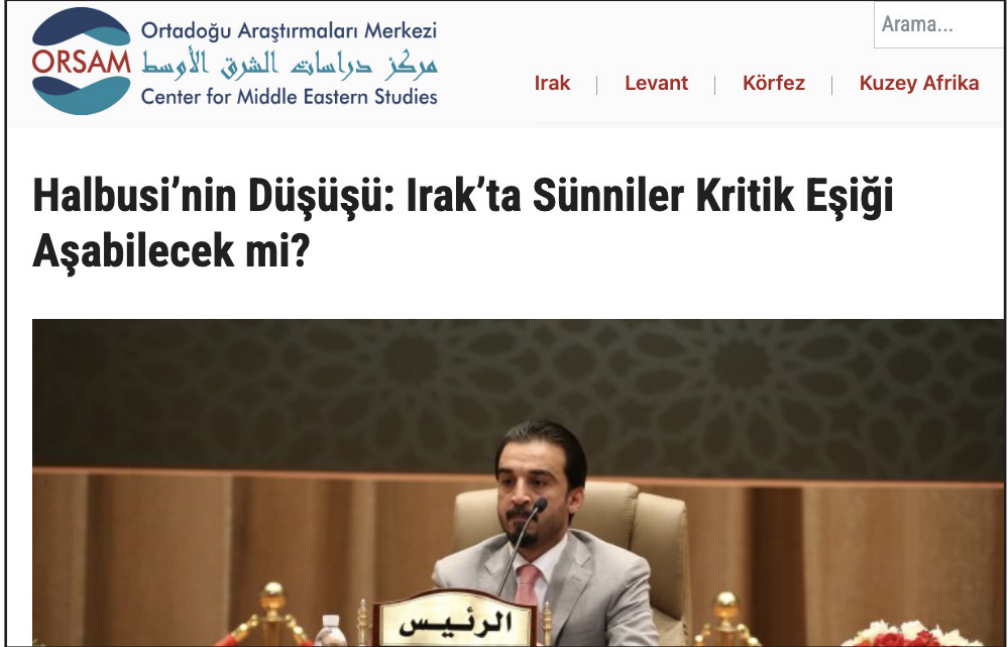 ORSAM
Ortadoğu Araştırmaları Merkezi
مركز دراسات الشرق الأوسط
Center for Middle Eastern Studies
Arama...
Irak | Levant | Körfez | Kuzey Afrika
Halbusi’nin Düşüşü: Irak’ta Sünniler Kritik Eşiği
Aşabilecek mi?
الرئيس